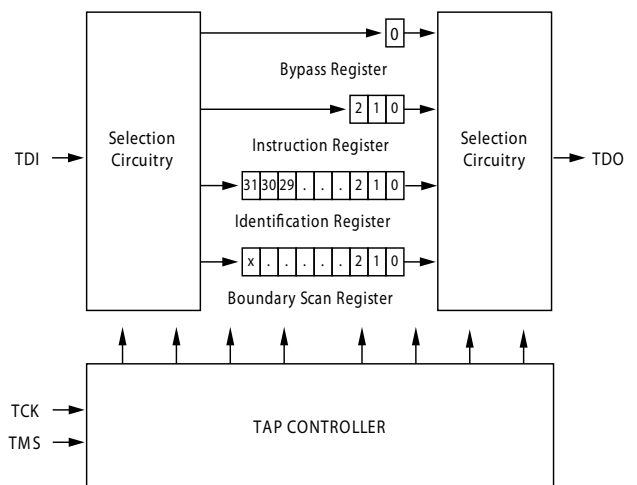 0
Bypass Register
2 1 0
Selection
Circuitry
Selection
Circuitry
TDI
TDO
Instruction Register
31 30 29 . . . 2 1 0
Identification Register
x . . . . . 2 1 0
Boundary Scan Register
TCK
TMS
TAP CONTROLLER